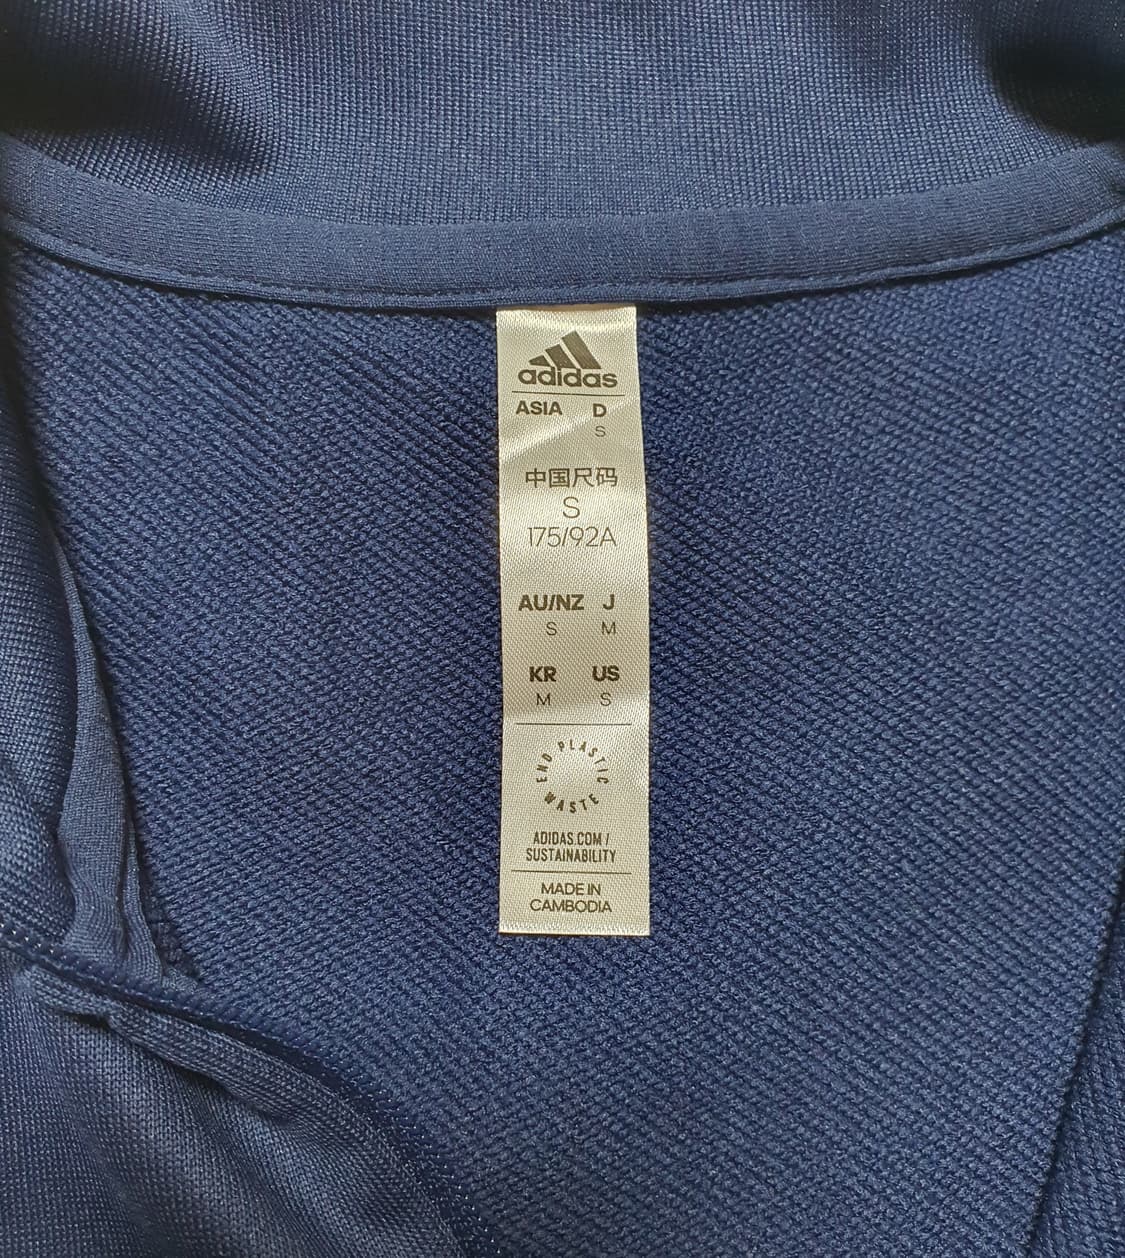 adidas
ASIA D
S
中国尺码
S
175/92A
AU/NZ J
S M
KR US
M S
END PLASTIC WASTE
ADIDAS.COM /
SUSTAINABILITY
MADE IN
CAMBODIA